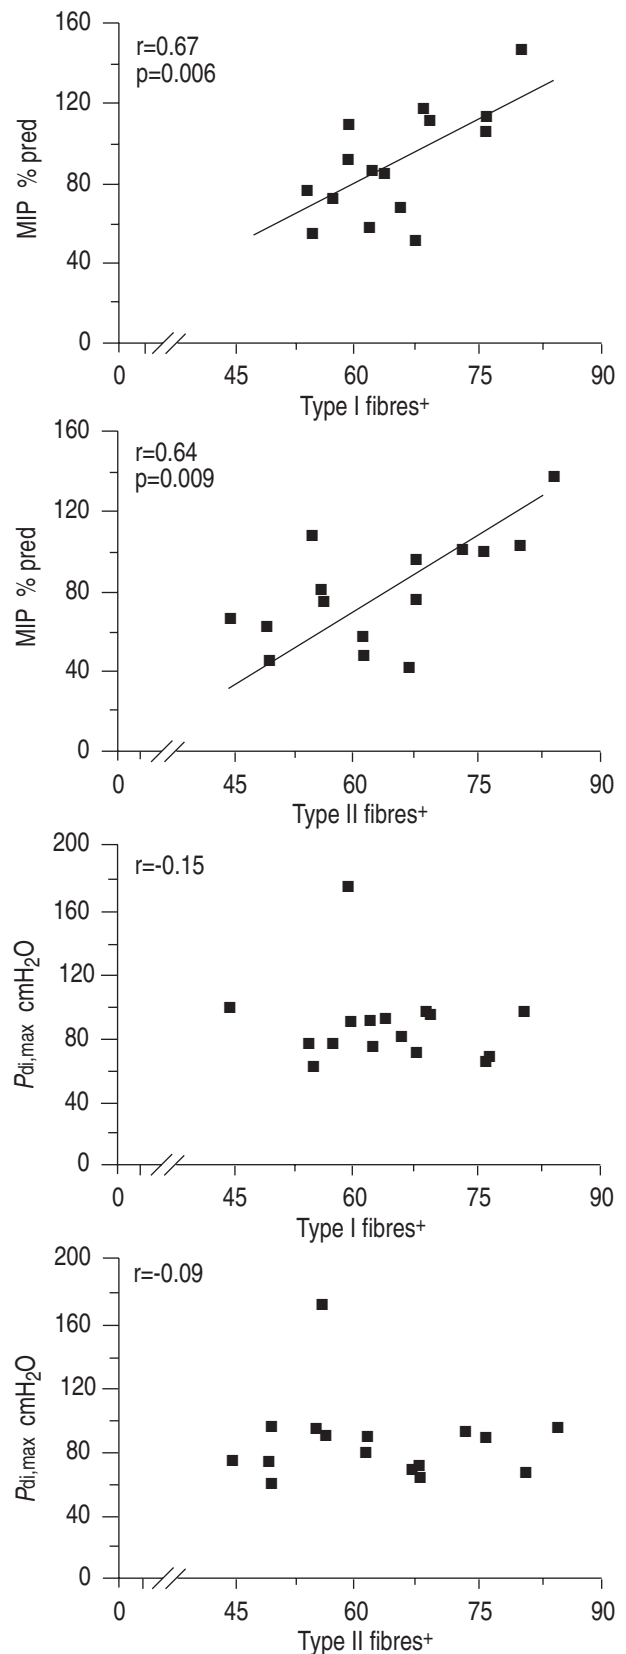 160
r=0.67
p=0.006
120
MIP % pred
80
40
0
0 45 60 75 90
Type I fibres+
160
r=0.64
p=0.009
120
MIP % pred
80
40
0
0 45 60 75 90
Type II fibres+
200
r=-0.15
160
120
Pdi,max cmH2O
80
40
0
0 45 60 75 90
Type I fibres+
200
r=-0.09
160
120
Pdi,max cmH2O
80
40
0
0 45 60 75 90
Type II fibres+